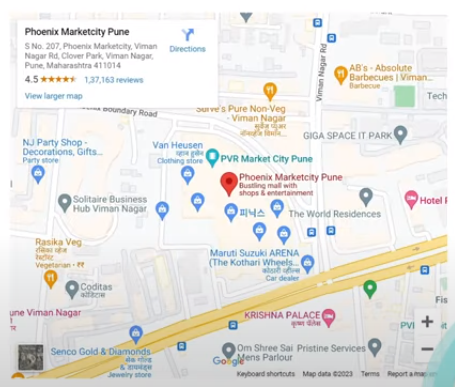 Phoenix Marketcity Pune
S No. 207, Phoenix Marketcity, Viman
Nagar Rd, Clover Park, Viman Nagar,
Pune, Maharashtra 411014
4.5
1,37,163 reviews
View larger map
Directions
Boundary Road
Viman Nagar Rd
AB's - Absolute
Barbecues | Viman...
Barbecue
Tech
Surve's Pure Non-Veg
- Viman Nagar
GIGA SPACE IT PARK
NJ Party Shop -
Decorations, Gifts...
Party store
Van Heusen
Clothing store
PVR Market City Pune
Phoenix Marketcity Pune
Bustling mall with
shops & entertainment
Solitaire Business
Hub Viman Nagar
피닉스
The World Residences
Hotel
Rasika Veg
Vegetarian
Maruti Suzuki ARENA
(The Kothari Wheels...
कोठारी व्हील्स
Car dealer
Coditas
कोडिटास
Viman Nagar
KRISHNA PALACE
कृष्णा पॅलेस
Fis
Senco Gold & Diamonds
Jewelry store
Om Shree Sai Pristine Services
Mens Parlour
Google
Keyboard shortcuts
Map data ©2023
Terms
Report a map